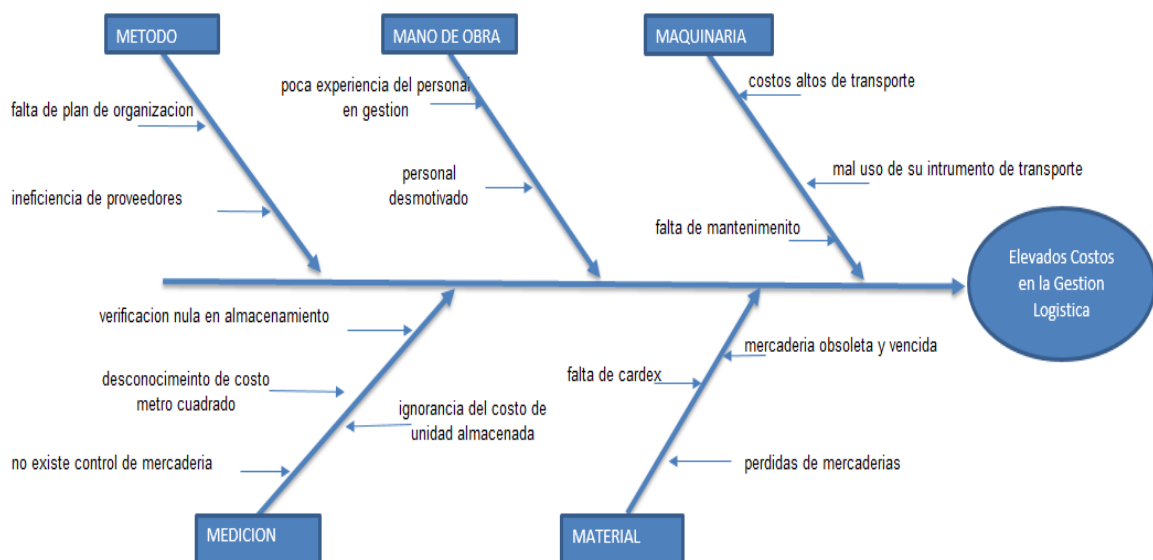 METODO
MANO DE OBRA
MAQUINARIA
falta de plan de organizacion
ineficiencia de proveedores
poca experiencia del personal
en gestion
personal
desmotivado
costos altos de transporte
mal uso de su intrumento de transporte
falta de mantenimenito
Elevados Costos
en la Gestion
Logistica
verificacion nula en almacenamiento
desconocimeinto de costo
metro cuadrado
ignorancia del costo de
unidad almacenada
no existe control de mercaderia
mercaderia obsoleta y vencida
falta de cardex
perdidas de mercaderias
MEDICION
MATERIAL